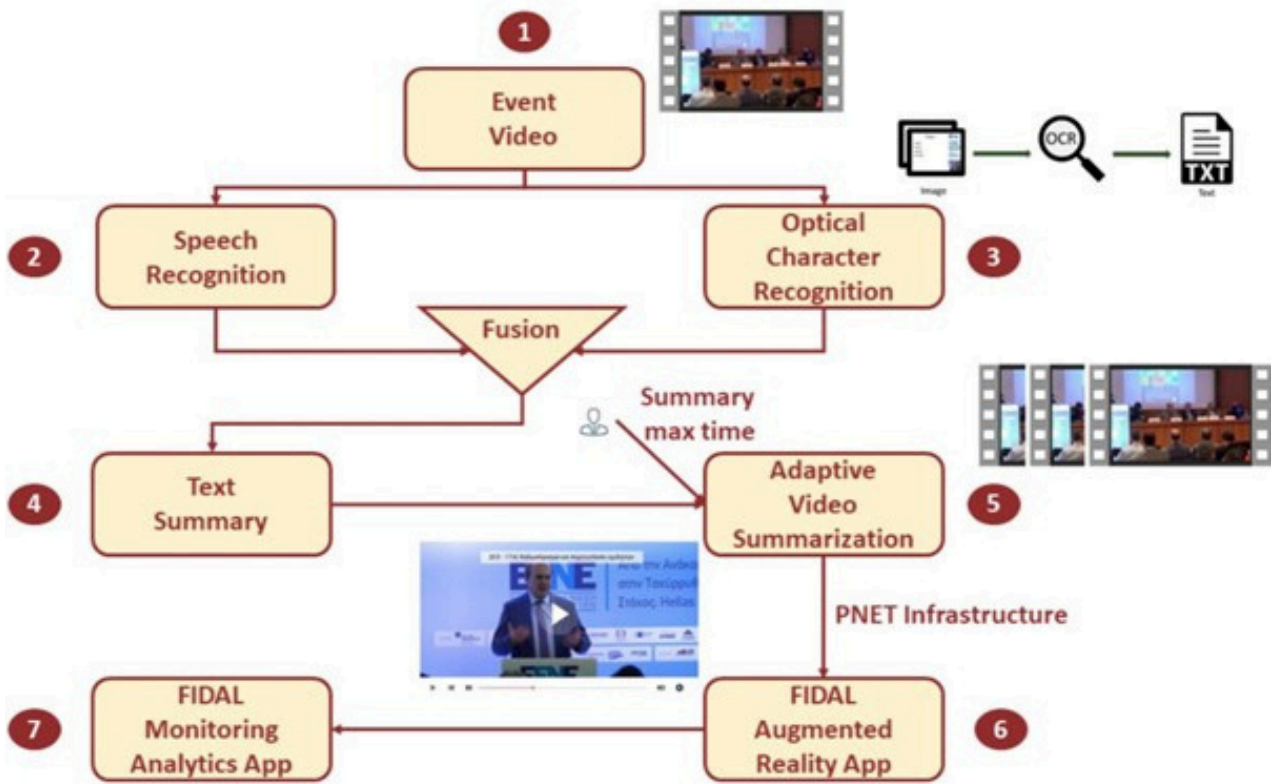 1
Event
Video
OCR
TXT
Image
Text
2
Speech
Recognition
Optical
Character
Recognition
3
Fusion
Summary
max time
4
Text
Summary
Adaptive
Video
Summarization
5
PNET Infrastructure
7
FIDAL
Monitoring
Analytics App
FIDAL
Augmented
Reality App
6